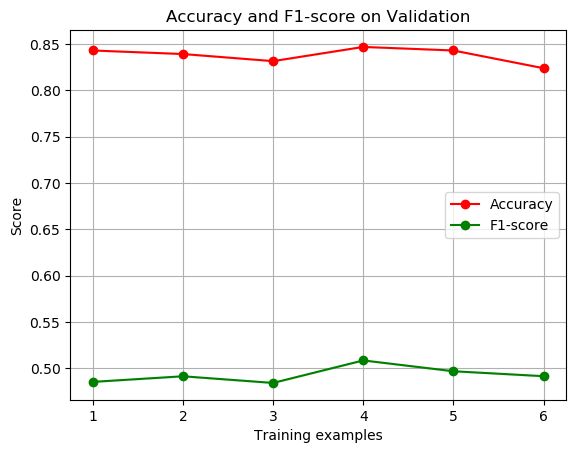 Accuracy and F1-score on Validation
0.85
0.80
0.75
0.70
0.65
0.60
0.55
0.50
Score
Accuracy
F1-score
1 2 3 4 5 6
Training examples